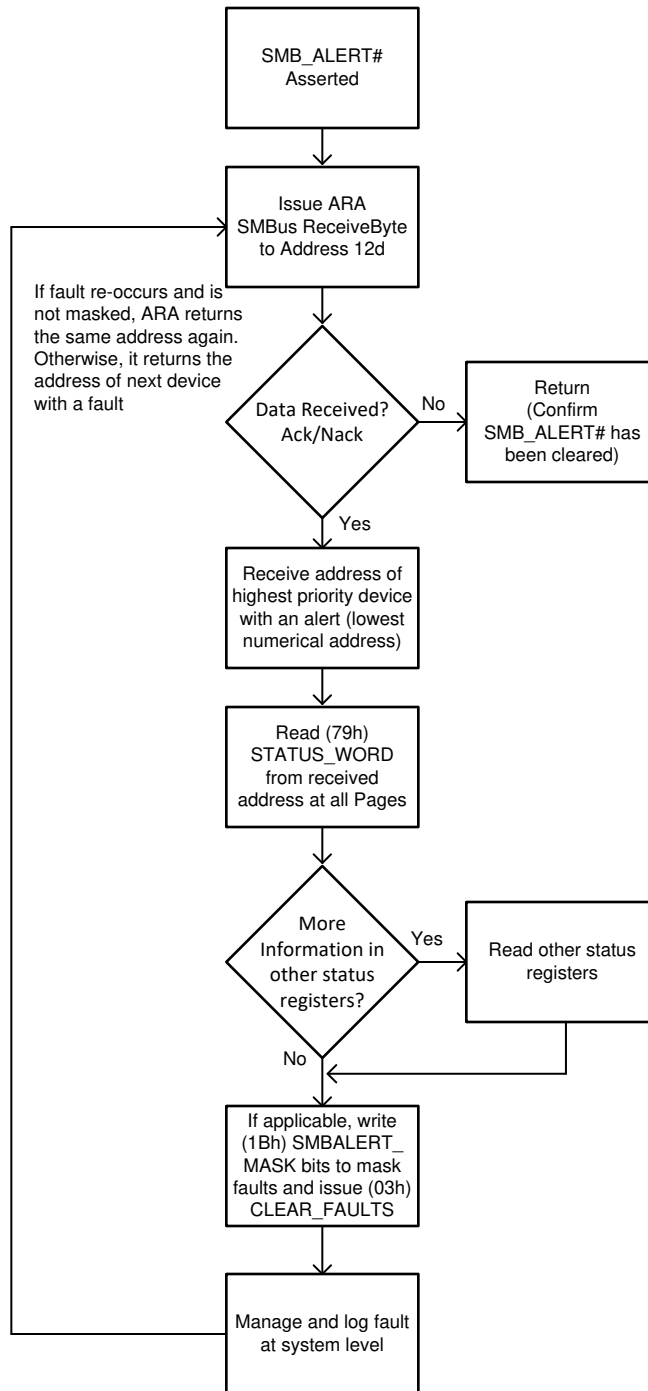 SMB_ALERT#
Asserted
Issue ARA
SMBus ReceiveByte
to Address 12d
If fault re-occurs and is
not masked, ARA returns
the same address again.
Otherwise, it returns the
address of next device
with a fault
Data Received?
Ack/Nack
No
Return
(Confirm
SMB_ALERT# has
been cleared)
Yes
Receive address of
highest priority device
with an alert (lowest
numerical address)
Read (79h)
STATUS_WORD
from received
address at all Pages
More
Information in
other status
registers?
Yes
Read other status
registers
No
If applicable, write
(1Bh) SMBALERT_
MASK bits to mask
faults and issue (03h)
CLEAR_FAULTS
Manage and log fault
at system level